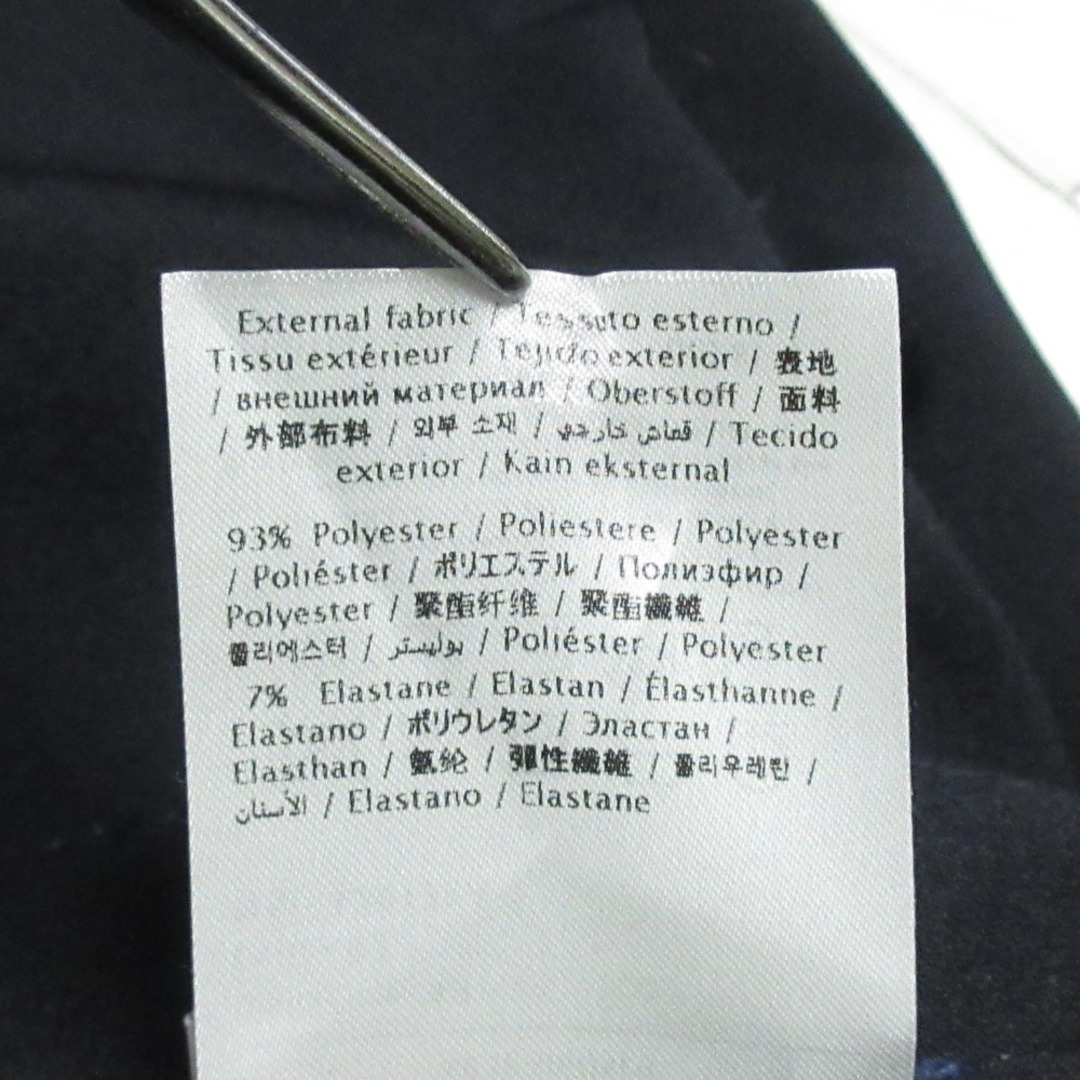 External fabric / Tessuto esterno /
Tissu extérieur / Tejido exterior / 表地
/ внешний материал / Oberstoff / 面料
/ 外部布料 / 외부 소재 / قماش خارجي / Tecido
exterior / Kain eksternal
93% Polyester / Poliestere / Polyester
/ Poliéster / ポリエステル / Полиэфир /
Polyester / 聚酯纤维 / 聚酯纖維 /
폴리에스터 / بوليستر / Poliéster / Polyester
7% Elastane / Elastan / Élasthanne /
Elastano / ポリウレタン / Эластан /
Elasthan / 氨纶 / 彈性纖維 / 폴리우레탄 /
الأسنان / Elastano / Elastane